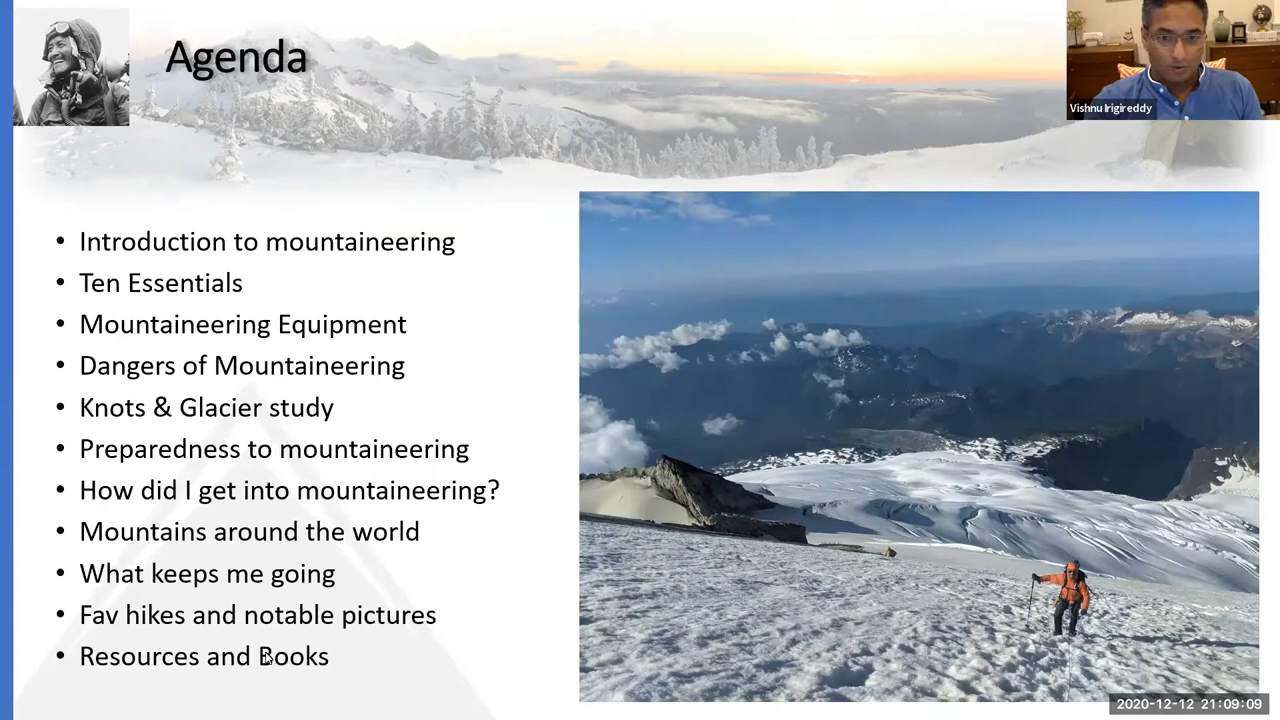 Agenda
Vishnu Irigireddy
• Introduction to mountaineering
• Ten Essentials
• Mountaineering Equipment
• Dangers of Mountaineering
• Knots & Glacier study
• Preparedness to mountaineering
• How did I get into mountaineering?
• Mountains around the world
• What keeps me going
• Fav hikes and notable pictures
• Resources and Books
2020-12-12 21:09:09